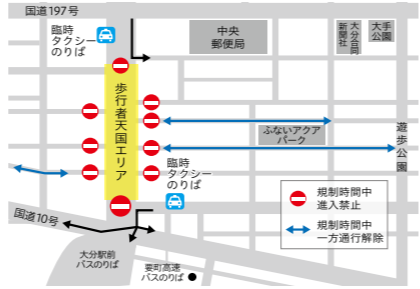 国道197号
臨時
タクシー
のりば
中央
郵便局
大分合同
新聞社
大手
公園
歩行者天国エリア
ふないアクア
パーク
遊歩公園
臨時
タクシー
のりば
国道10号
規制時間中
進入禁止
規制時間中
一方通行解除
大分駅前
バスのりば
要町高速
バスのりば